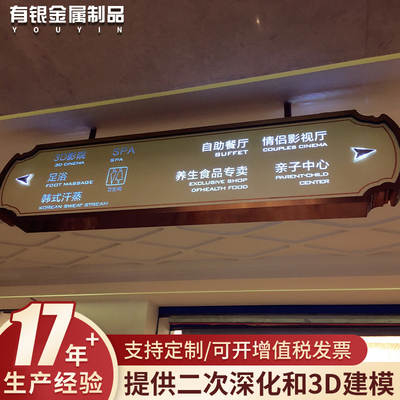 有银金属制品
YOUYIN
3D影院
3D CINEMA
SPA
SPA
足浴
FOOT MASSAGE
韩式汗蒸
KOREAN SWEAT STREAM
自助餐厅
BUFFET
情侣影视厅
COUPLES CINEMA
养生食品专卖
EXCLUSIVE SHOP
OFHEALTH FOOD
亲子中心
PARENT-CHILD
CENTER
17年+
生产经验
支持定制/可开增值税发票
提供二次深化和3D建模